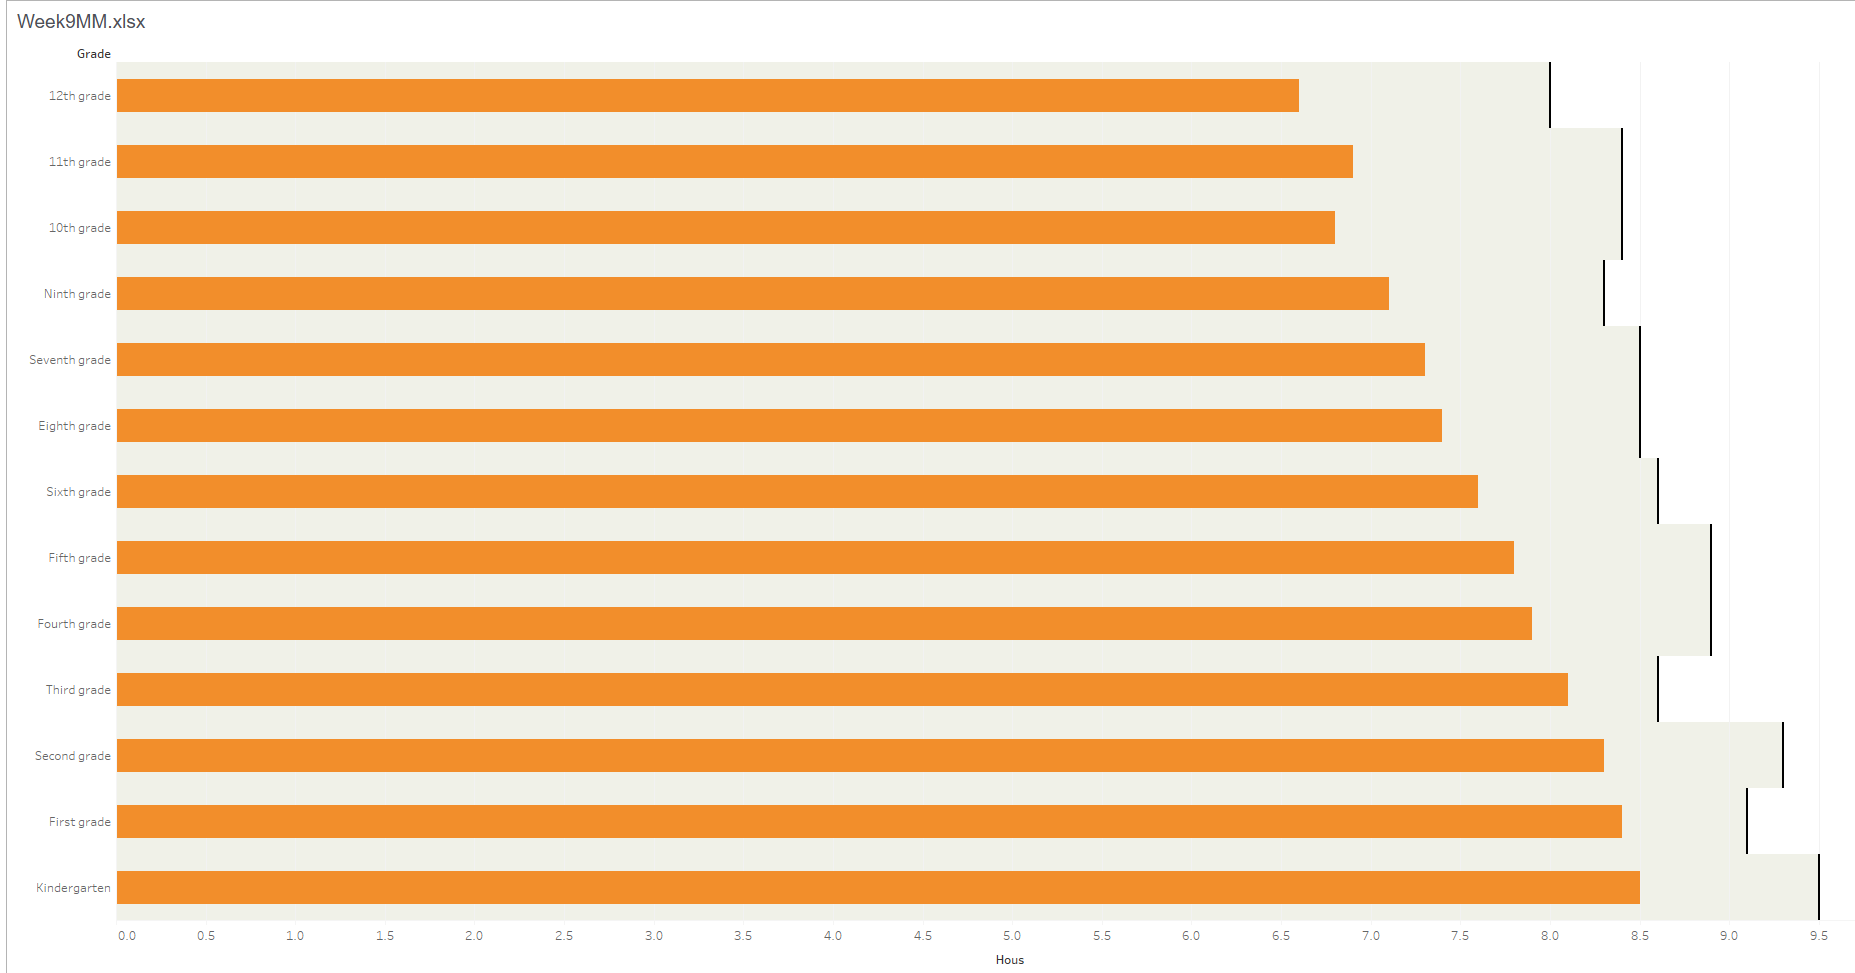 Week9MM.xlsx
Grade
12th grade
11th grade
10th grade
Ninth grade
Seventh grade
Eighth grade
Sixth grade
Fifth grade
Fourth grade
Third grade
Second grade
First grade
Kindergarten
0.0 0.5 1.0 1.5 2.0 2.5 3.0 3.5 4.0 4.5 5.0 5.5 6.0 6.5 7.0 7.5 8.0 8.5 9.0 9.5
Hous